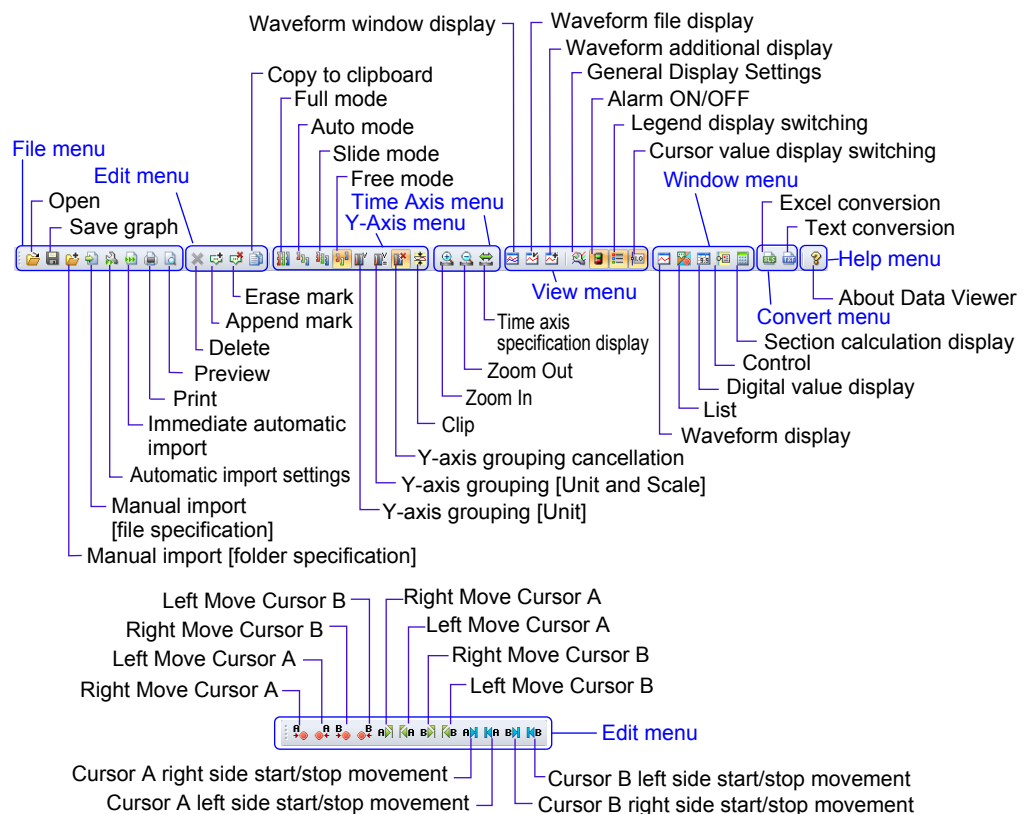 Waveform window display
Waveform file display
Waveform additional display
General Display Settings
Alarm ON/OFF
Legend display switching
Cursor value display switching
Copy to clipboard
Full mode
Auto mode
Slide mode
Free mode
File menu
Edit menu
Time Axis menu
Y-Axis menu
Window menu
Open
Save graph
Excel conversion
Text conversion
Help menu
View menu
About Data Viewer
Convert menu
Erase mark
Append mark
Delete
Preview
Print
Immediate automatic
import
Automatic import settings
Manual import
[file specification]
Manual import [folder specification]
Time axis
specification display
Zoom Out
Zoom In
Clip
Y-axis grouping cancellation
Y-axis grouping [Unit and Scale]
Y-axis grouping [Unit]
Section calculation display
Control
Digital value display
List
Waveform display
Left Move Cursor B
Right Move Cursor B
Left Move Cursor A
Right Move Cursor A
Right Move Cursor A
Left Move Cursor A
Right Move Cursor B
Left Move Cursor B
A A B B A A B B A A B B
Edit menu
Cursor A right side start/stop movement
Cursor A left side start/stop movement
Cursor B left side start/stop movement
Cursor B right side start/stop movement